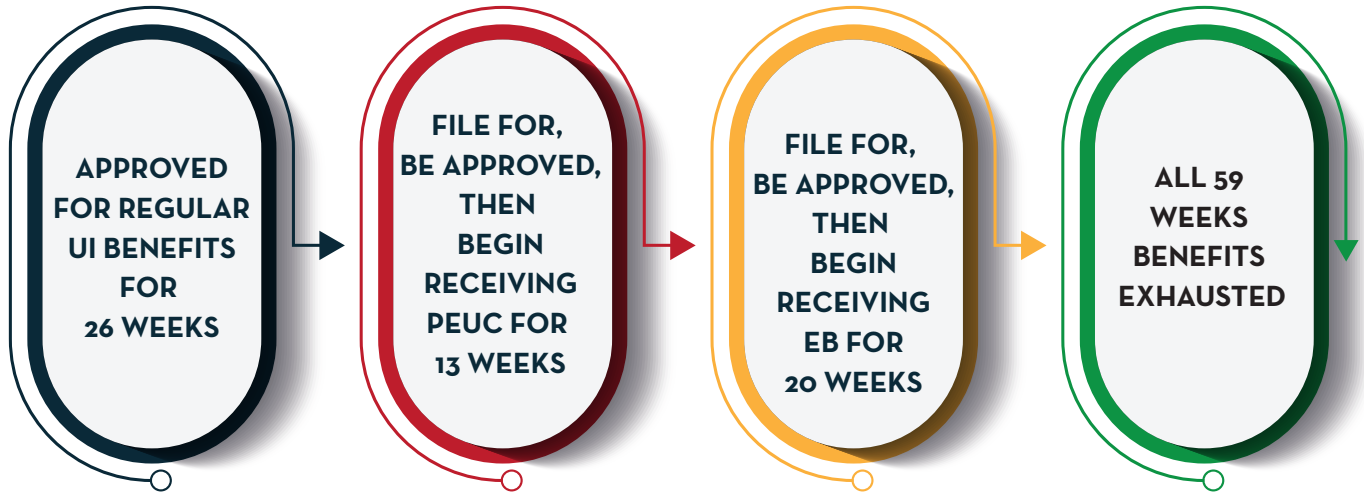 APPROVED
FOR REGULAR
UI BENEFITS
FOR
26 WEEKS
FILE FOR,
BE APPROVED,
THEN
BEGIN
RECEIVING
PEUC FOR
13 WEEKS
FILE FOR,
BE APPROVED,
THEN
BEGIN
RECEIVING
EB FOR
20 WEEKS
ALL 59
WEEKS
BENEFITS
EXHAUSTED